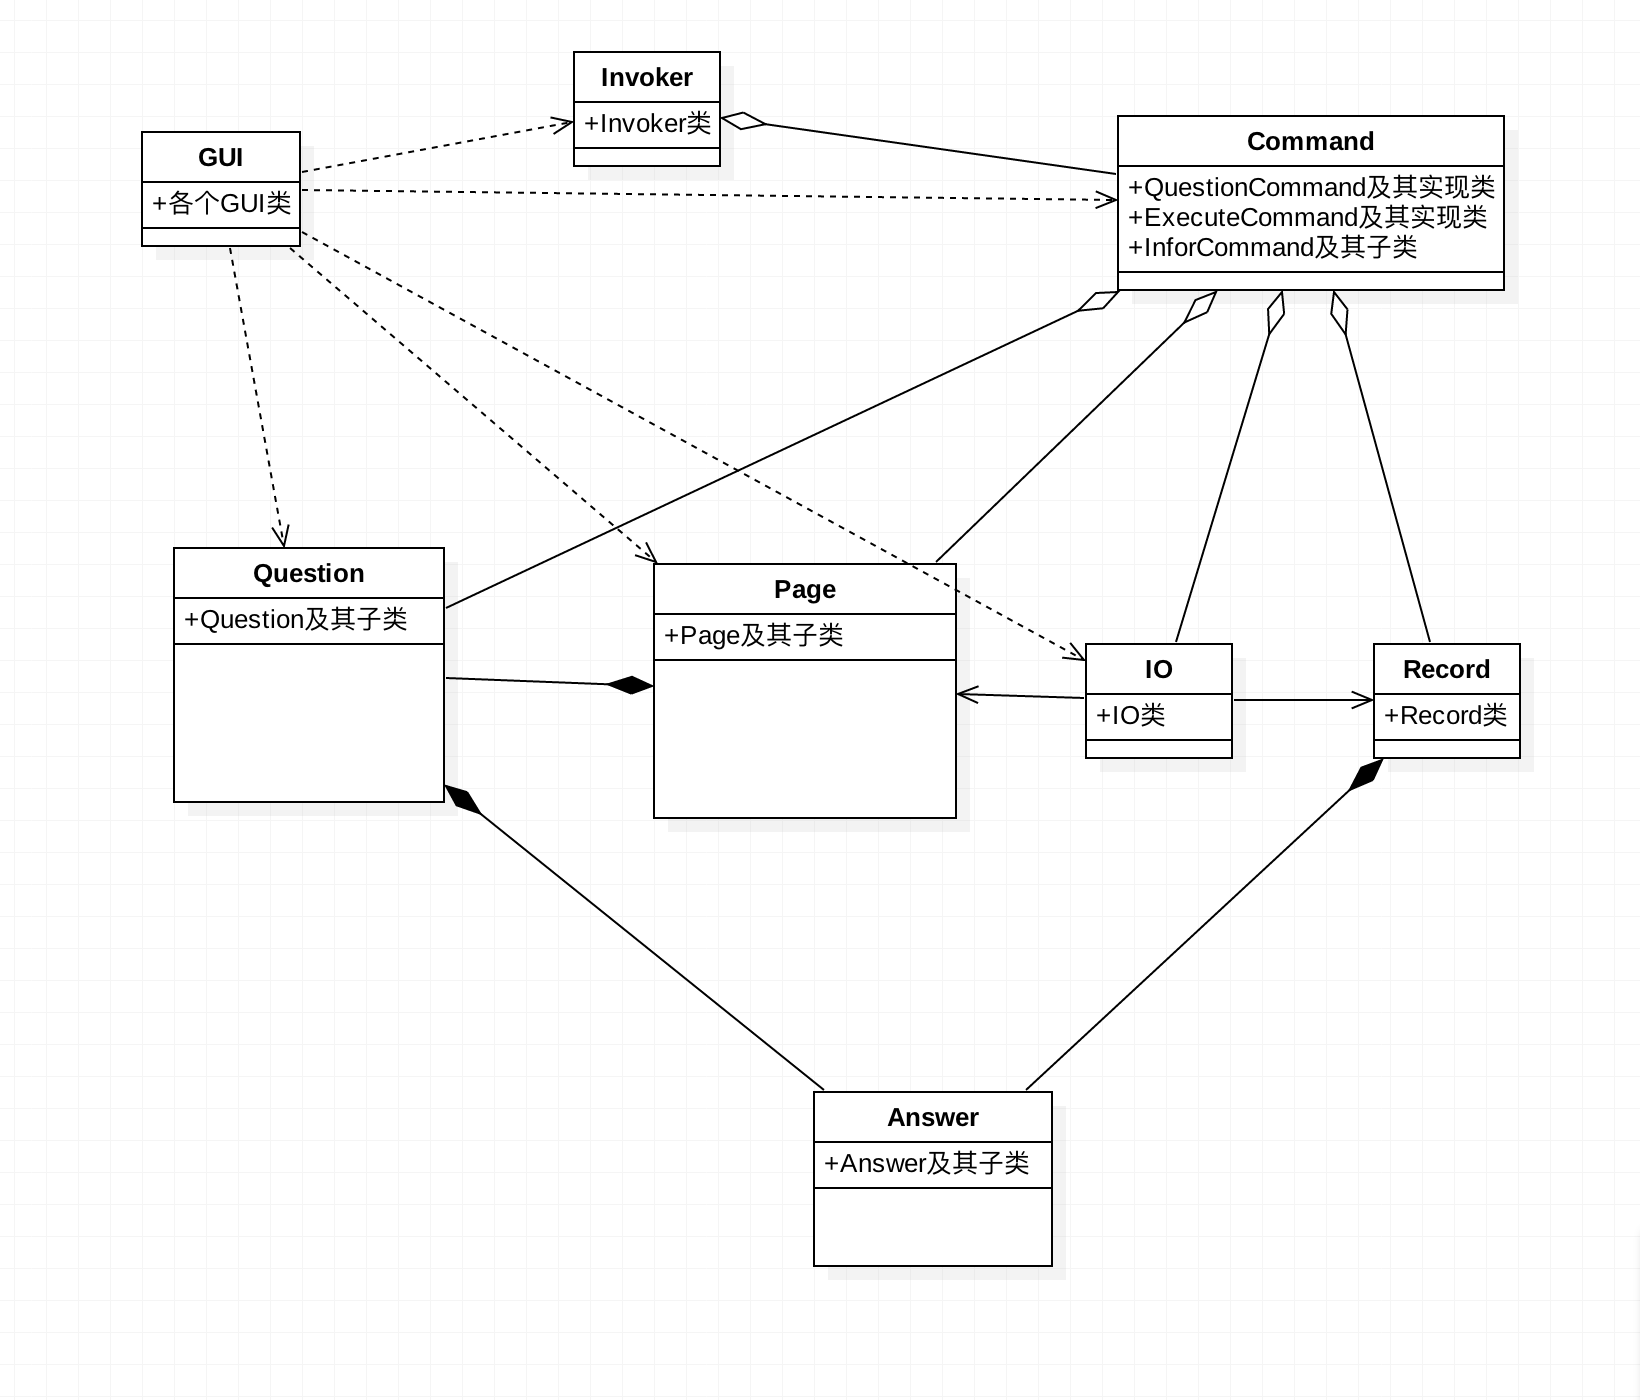 Invoker
+Invoker类
GUI
+各个GUI类
Command
+QuestionCommand及其实现类
+ExecuteCommand及其实现类
+InforCommand及其子类
Question
+Question及其子类
Page
+Page及其子类
IO
+IO类
Record
+Record类
Answer
+Answer及其子类